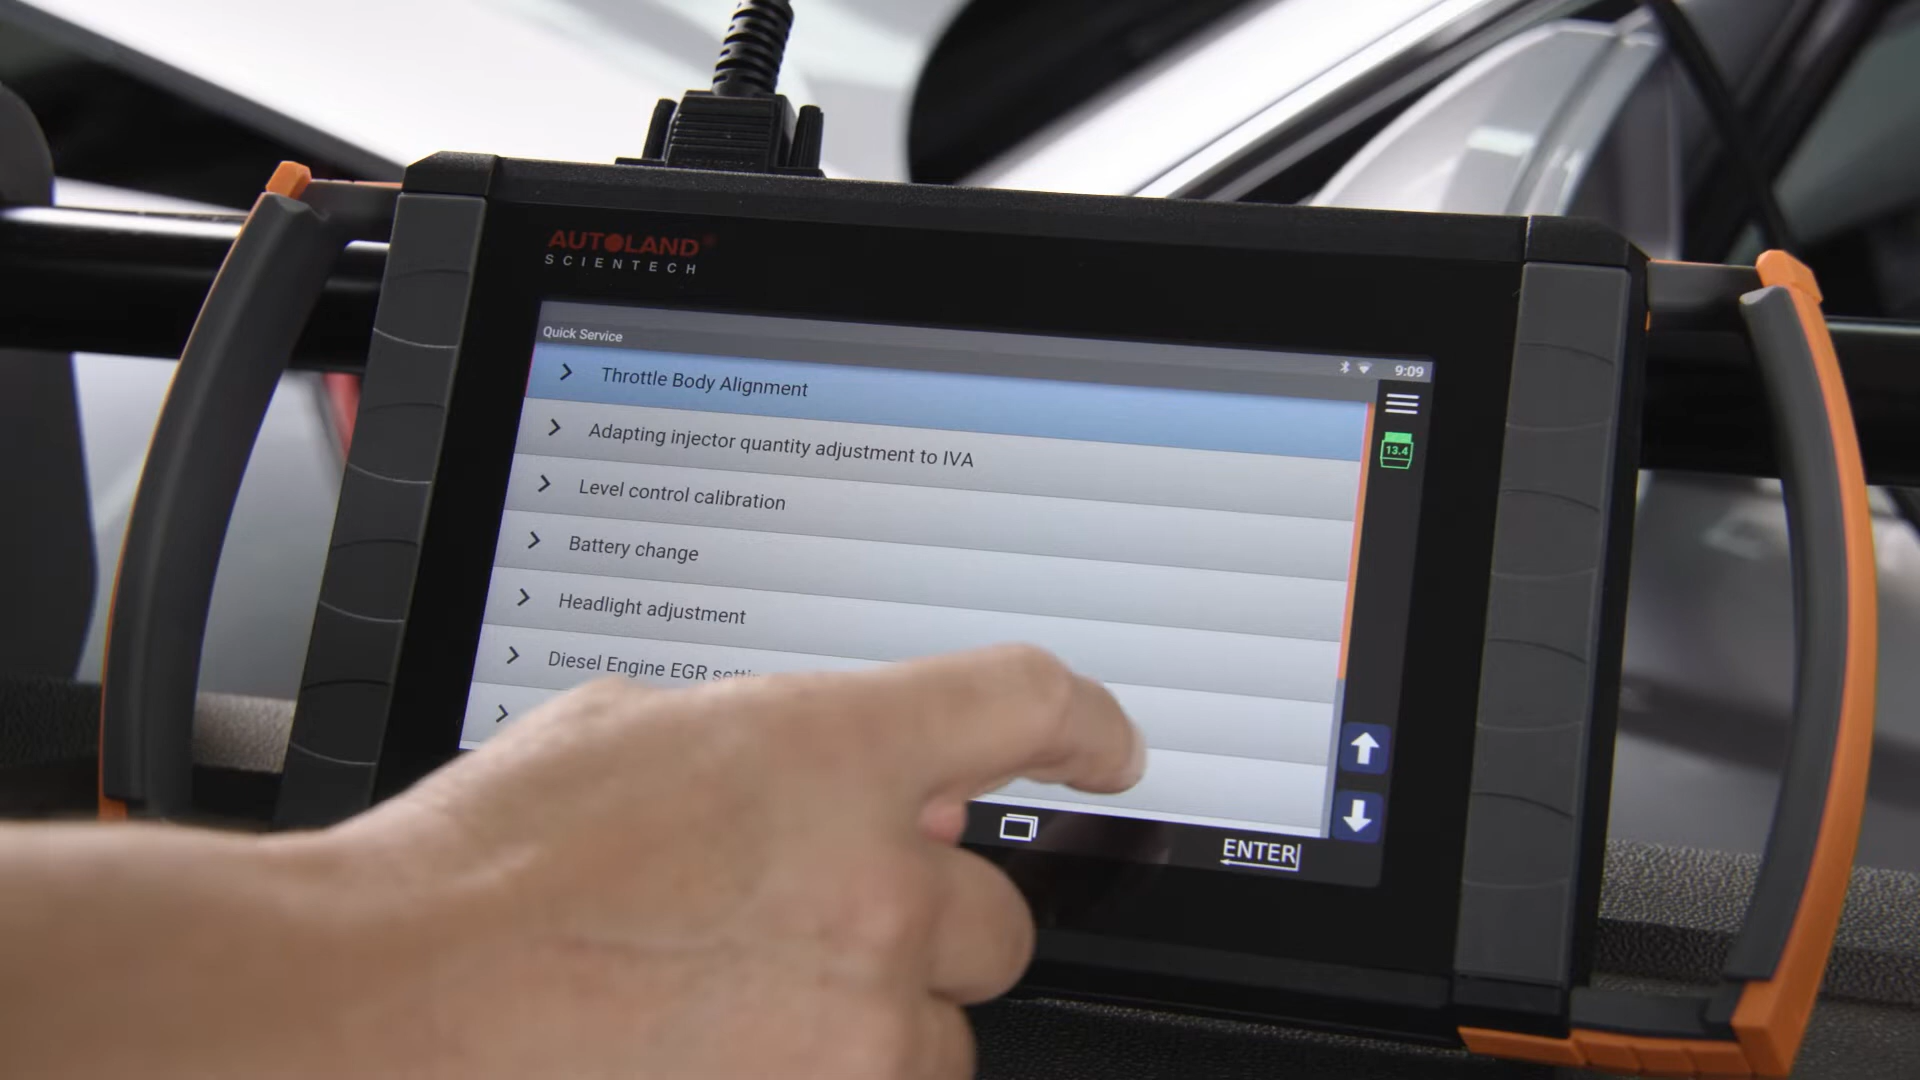 AUTOLAND®
SCIENTECH
Quick Service
9:09
Throttle Body Alignment
13.4
Adapting injector quantity adjustment to IVA
Level control calibration
Battery change
Headlight adjustment
Diesel Engine EGR
ENTER